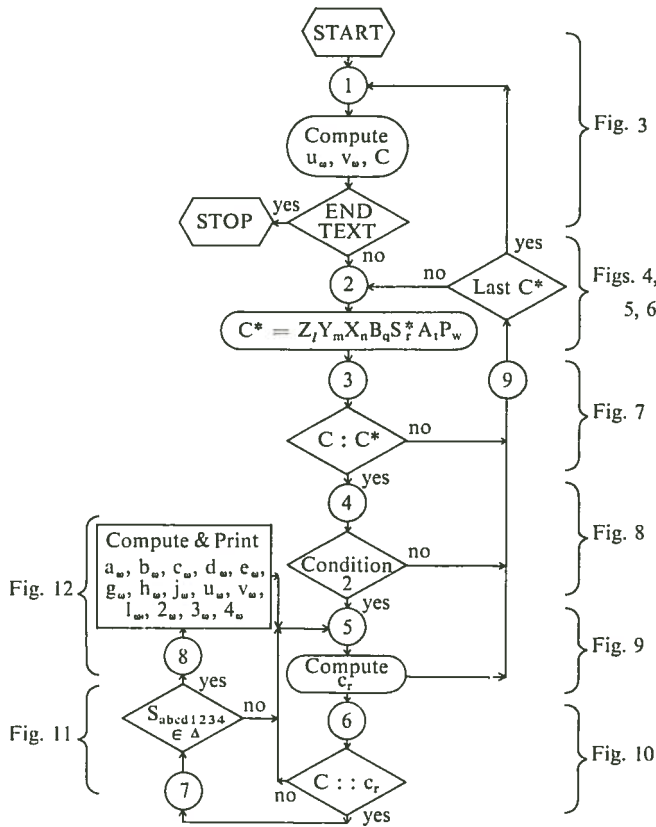 START
1
Compute
uω, vω, C
Fig. 3
yes
END
TEXT
STOP
no
yes
2
no
Last C*
Figs. 4,
5, 6
C* = ZlYmXnBqSr*AtPw
3
9
C : C*
no
Fig. 7
yes
4
Condition
2
no
Fig. 8
yes
Compute & Print
aω, bω, cω, dω, eω,
gω, hω, jω, uω, vω,
1ω, 2ω, 3ω, 4ω
Fig. 12
5
8
Compute
cr
Fig. 9
yes
6
Sabcd1234
∈ Δ
no
Fig. 11
C : : cr
Fig. 10
7
no
yes